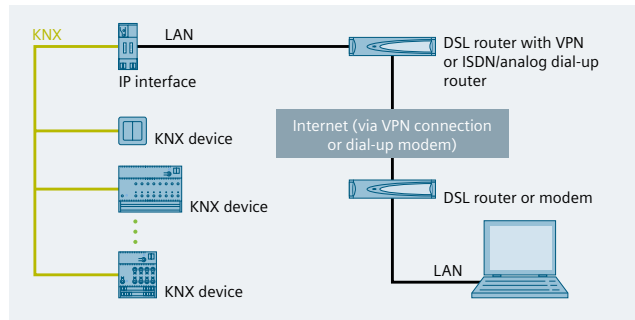 KNX
LAN
IP interface
DSL router with VPN
or ISDN/analog dial-up
router
KNX device
Internet (via VPN connection
or dial-up modem)
KNX device
DSL router or modem
KNX device
LAN